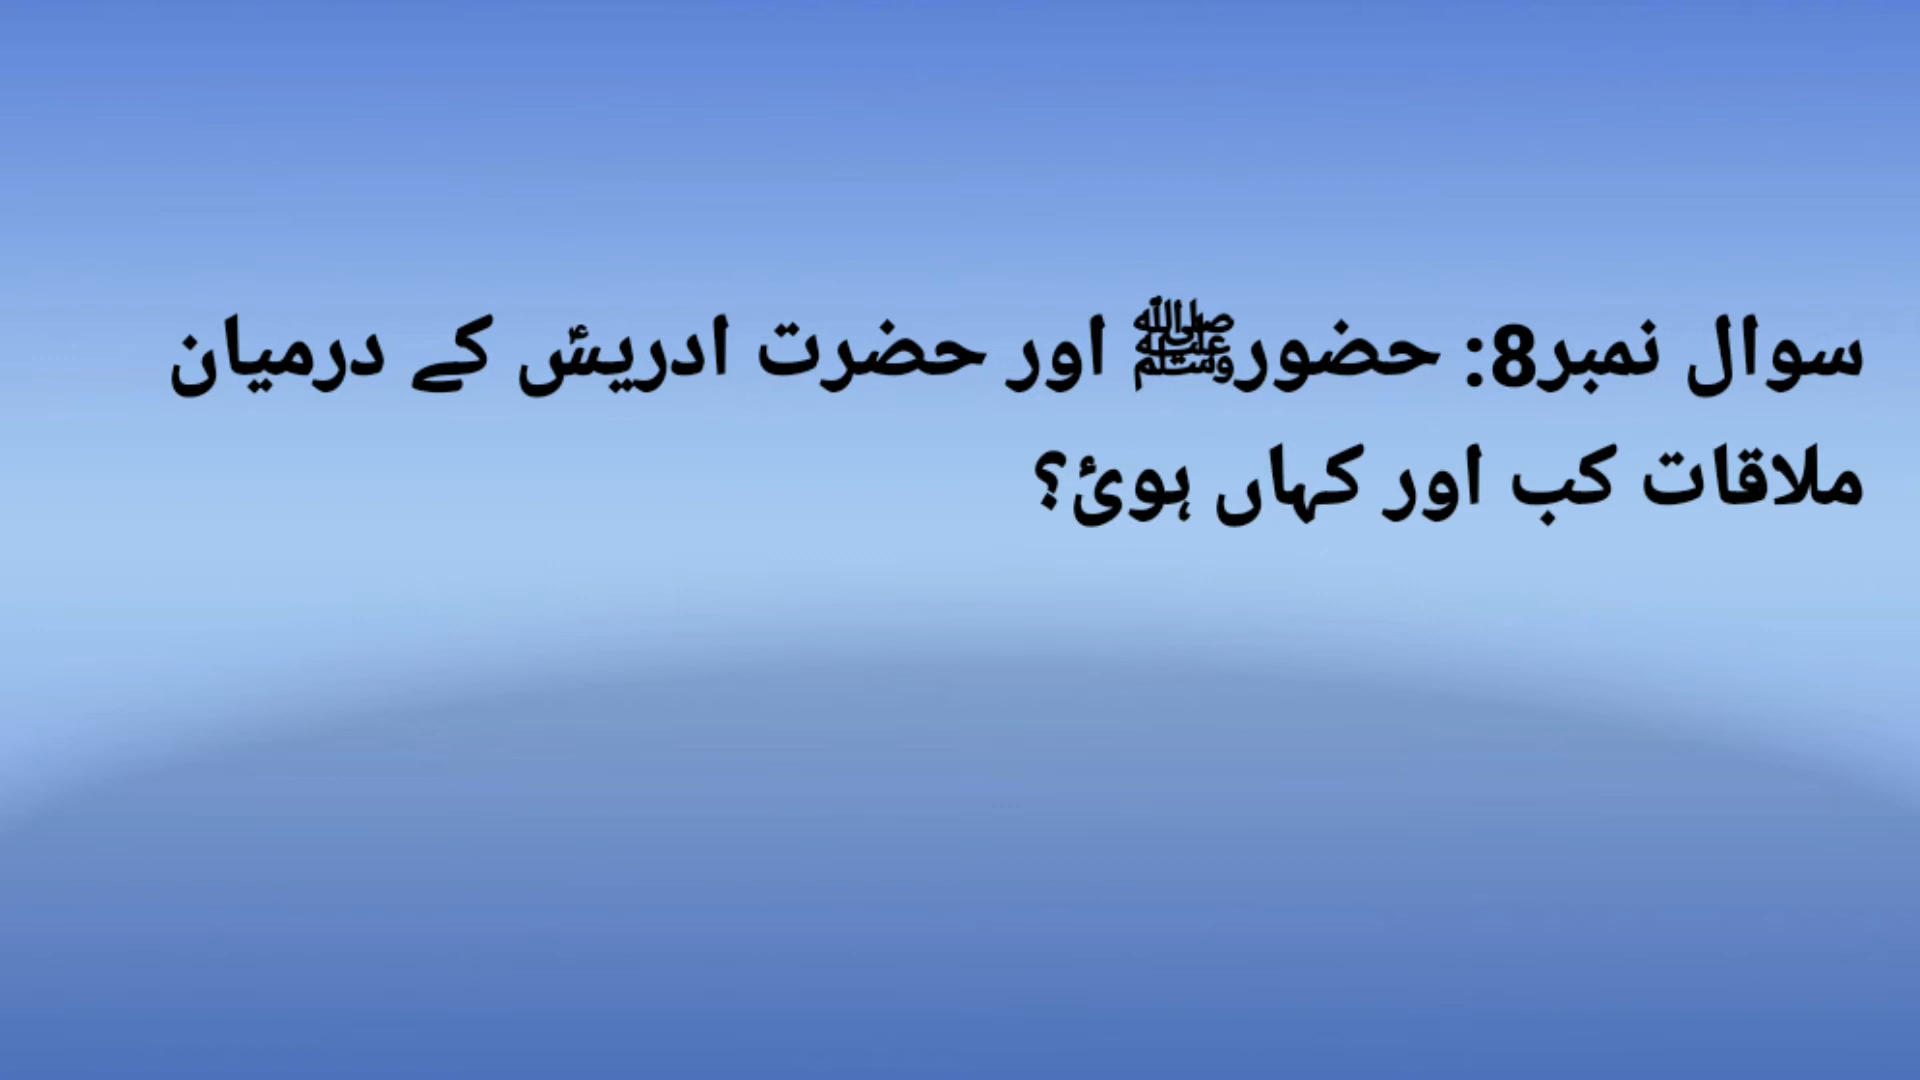 سوال نمبر8: حضورﷺ اور حضرت ادریسؑ کے درمیان
ملاقات کب اور کہاں ہوئ؟